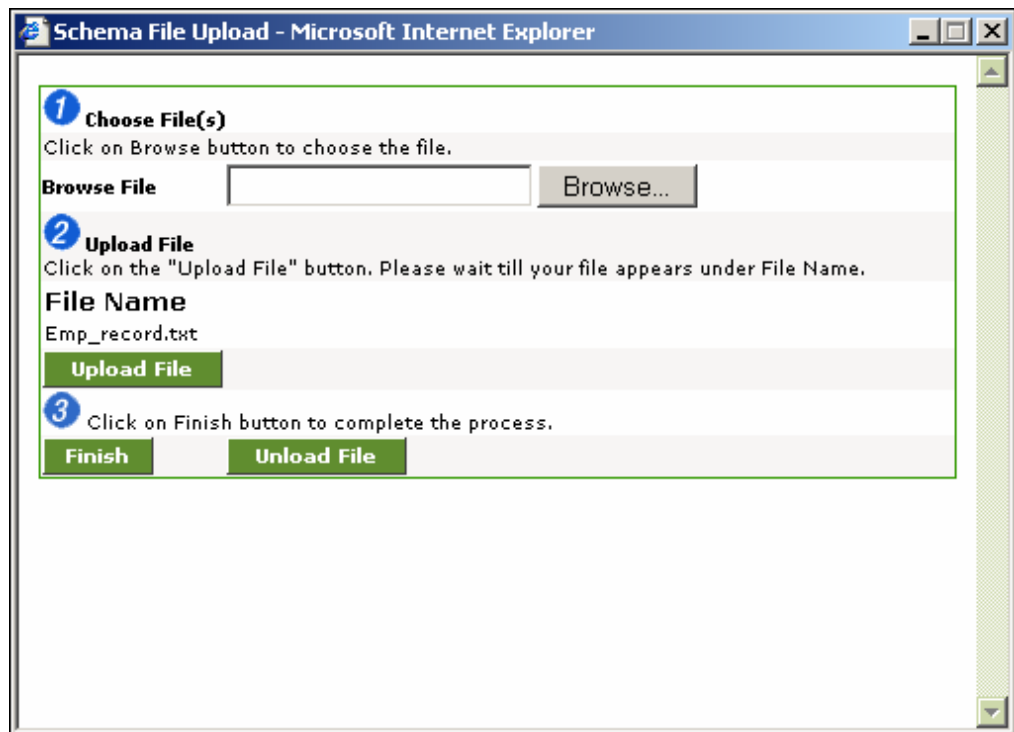 Schema File Upload - Microsoft Internet Explorer
1 Choose File(s)
Click on Browse button to choose the file.
Browse File Browse...
2 Upload File
Click on the "Upload File" button. Please wait till your file appears under File Name.
File Name
Emp_record.txt
Upload File
3 Click on Finish button to complete the process.
Finish Unload File